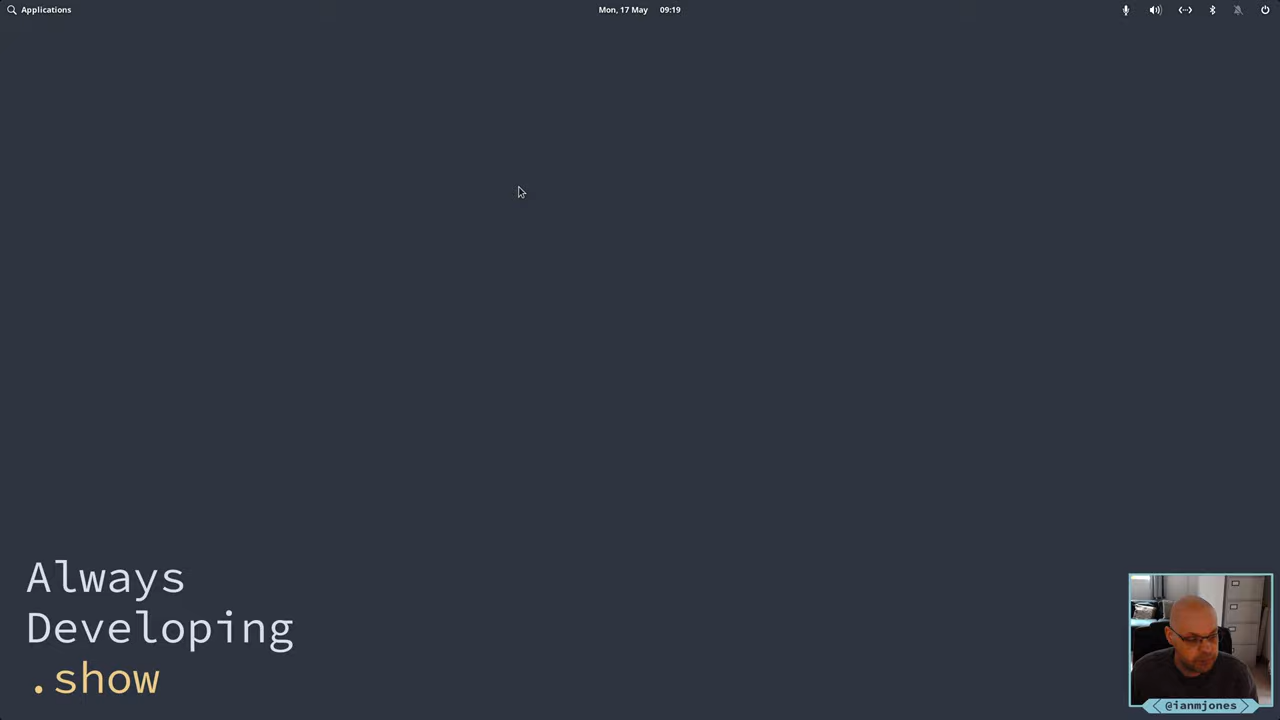 Applications
Mon, 17 May 09:19
Always
Developing
.show
@ianmjones